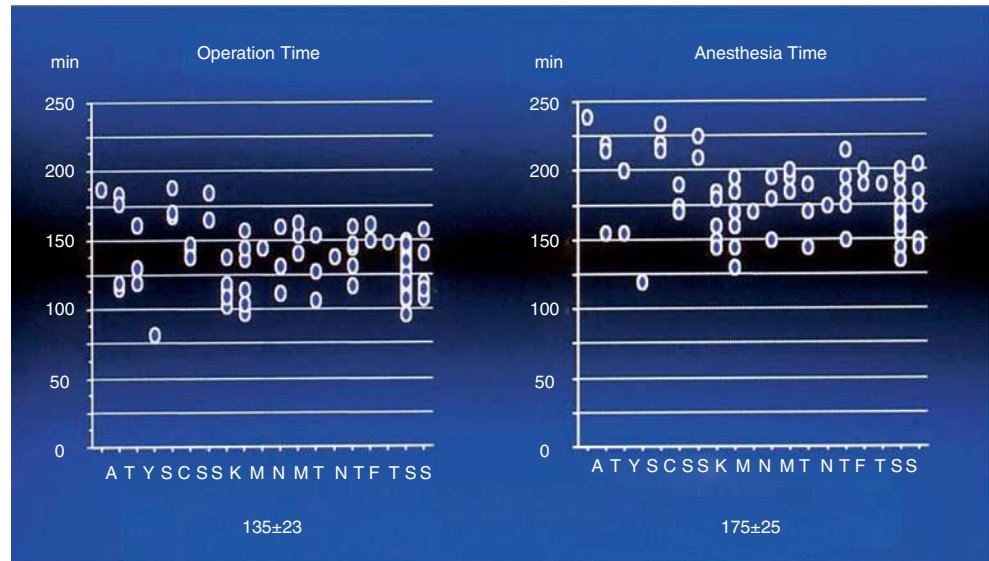 Operation Time
min
250
200
150
100
50
0
A T Y S C S S K M N M T N T F T S S
135±23
Anesthesia Time
min
250
200
150
100
50
0
A T Y S C S S K M N M T N T F T S S
175±25